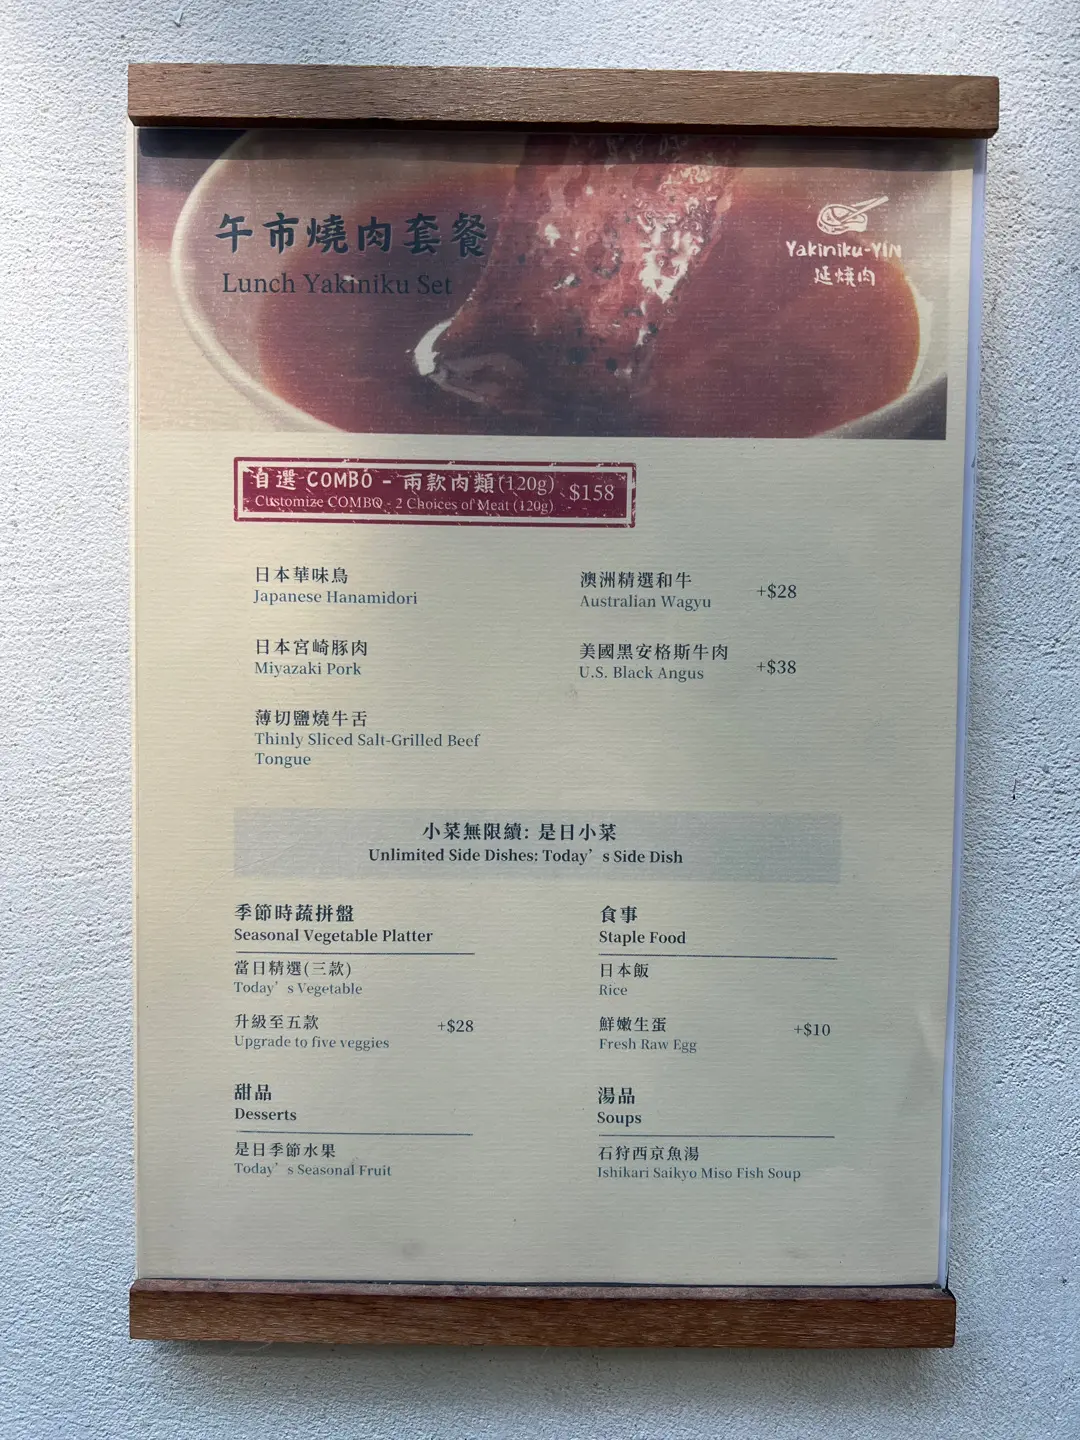 午市燒肉套餐
Lunch Yakiniku Set
Yakiniku-YIN
延燒肉
自選 COMBO - 兩款肉類(120g) $158
Customize COMBO - 2 Choices of Meat (120g)
日本華味鳥
Japanese Hanamidori
日本宮崎豚肉
Miyazaki Pork
薄切鹽燒牛舌
Thinly Sliced Salt-Grilled Beef
Tongue
澳洲精選和牛
Australian Wagyu +$28
美國黑安格斯牛肉
U.S. Black Angus +$38
小菜無限續: 是日小菜
Unlimited Side Dishes: Today’s Side Dish
季節時蔬拼盤
Seasonal Vegetable Platter
當日精選(三款)
Today’s Vegetable
升級至五款 +$28
Upgrade to five veggies
食事
Staple Food
日本飯
Rice
鮮嫩生蛋 +$10
Fresh Raw Egg
甜品
Desserts
是日季節水果
Today’s Seasonal Fruit
湯品
Soups
石狩西京魚湯
Ishikari Saikyo Miso Fish Soup